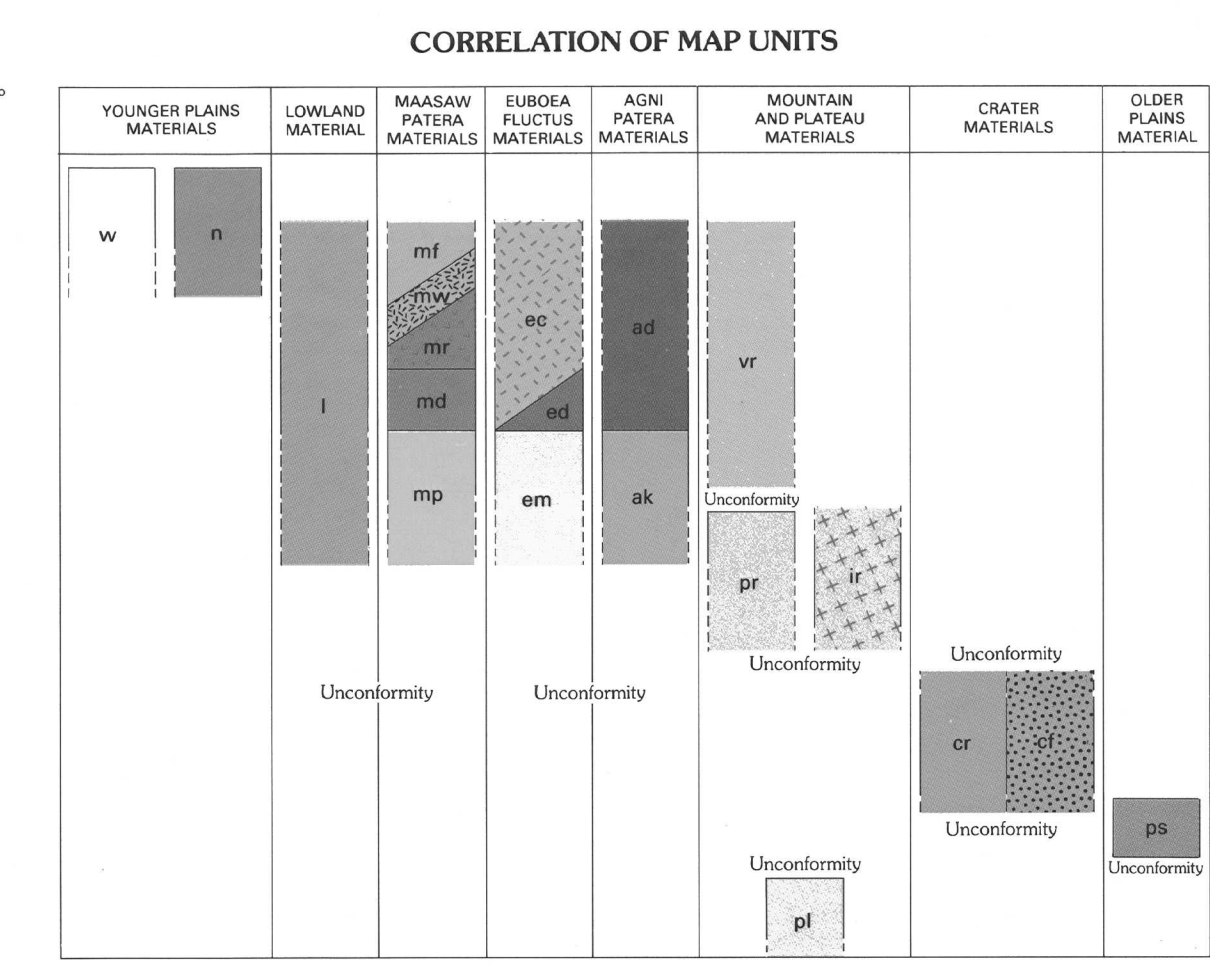 CORRELATION OF MAP UNITS
YOUNGER PLAINS
MATERIALS
LOWLAND
MATERIAL
MAASAW
PATERA
MATERIALS
EUBOEA
FLUCTUS
MATERIALS
AGNI
PATERA
MATERIALS
MOUNTAIN
AND PLATEAU
MATERIALS
CRATER
MATERIALS
OLDER
PLAINS
MATERIAL
w
n
l
mf
mw
mr
md
mp
ec
ed
em
ad
ak
vr
Unconformity
pr
ir
Unconformity
Unconformity
Unconformity
Unconformity
cr
cf
Unconformity
ps
Unconformity
Unconformity
pl